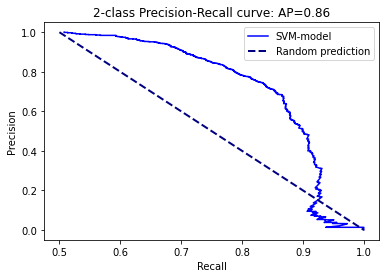 2-class Precision-Recall curve: AP=0.86
SVM-model
Random prediction
Precision
1.0
0.8
0.6
0.4
0.2
0.0
0.5 0.6 0.7 0.8 0.9 1.0
Recall